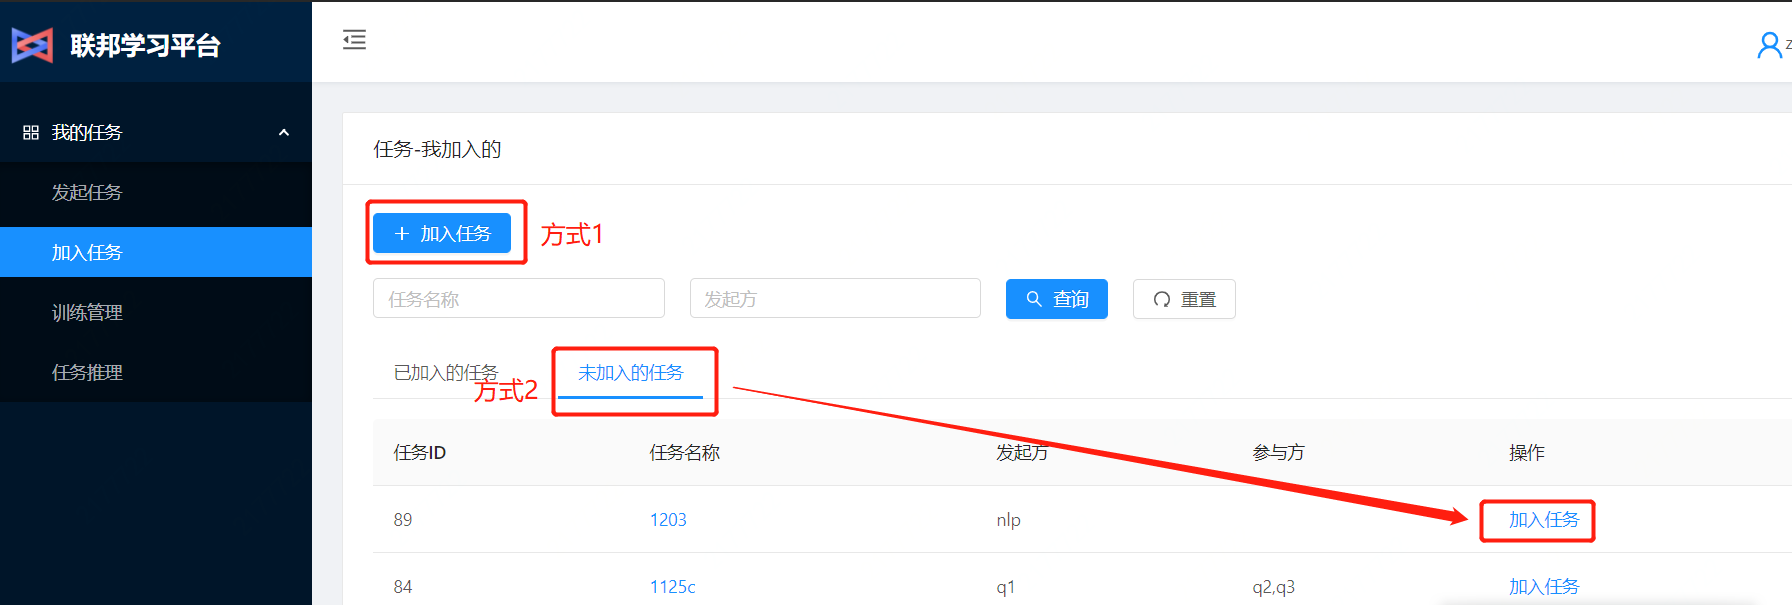 联邦学习平台
z
我的任务
发起任务
加入任务
训练管理
任务推理
任务-我加入的
加入任务 方式1
任务名称 发起方 查询 重置
已加入的任务 方式2 未加入的任务
任务ID 任务名称 发起方 参与方 操作
89 1203 nlp 加入任务
84 1125c q1 q2,q3 加入任务